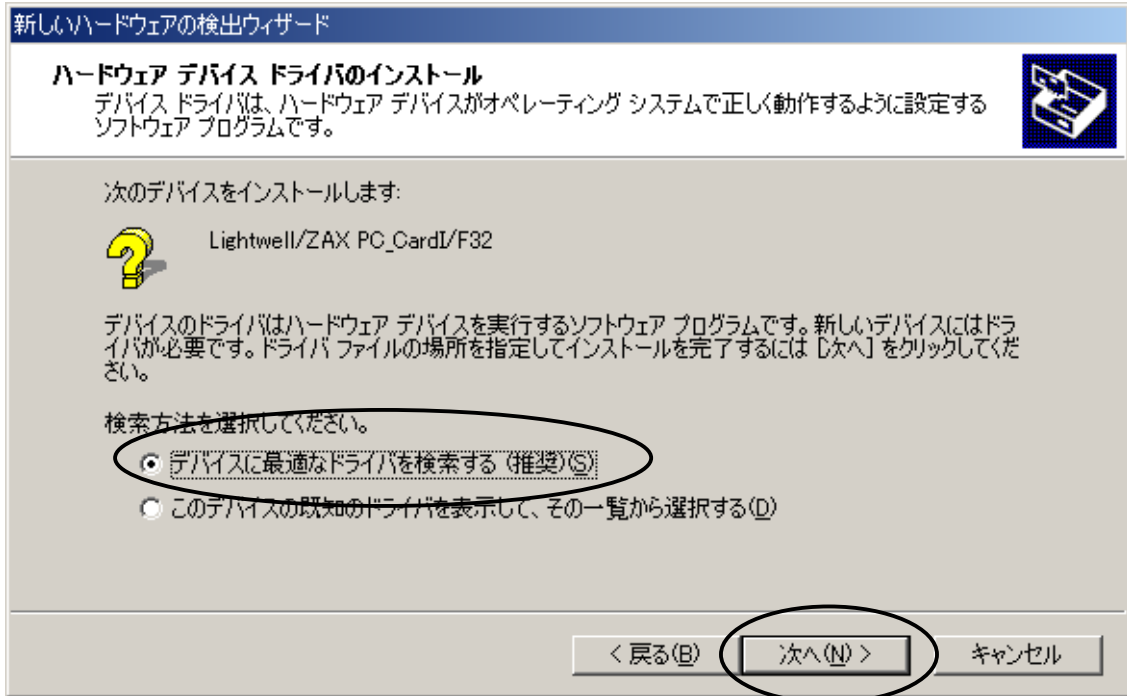 新しいハードウェアの検出ウィザード
ハードウェア デバイス ドライバのインストール
デバイス ドライバは、ハードウェア デバイスがオペレーティング システムで正しく動作するように設定する
ソフトウェア プログラムです。
次のデバイスをインストールします:
Lightwell/ZAX PC_CardI/F32
デバイスのドライバはハードウェア デバイスを実行するソフトウェア プログラムです。新しいデバイスにはドラ
イバが必要です。ドライバ ファイルの場所を指定してインストールを完了するには [次へ] をクリックしてくだ
さい。
検索方法を選択してください。
デバイスに最適なドライバを検索する (推奨)(S)
このデバイスの既知のドライバを表示して、その一覧から選択する(D)
< 戻る(B) 次へ(N) > キャンセル